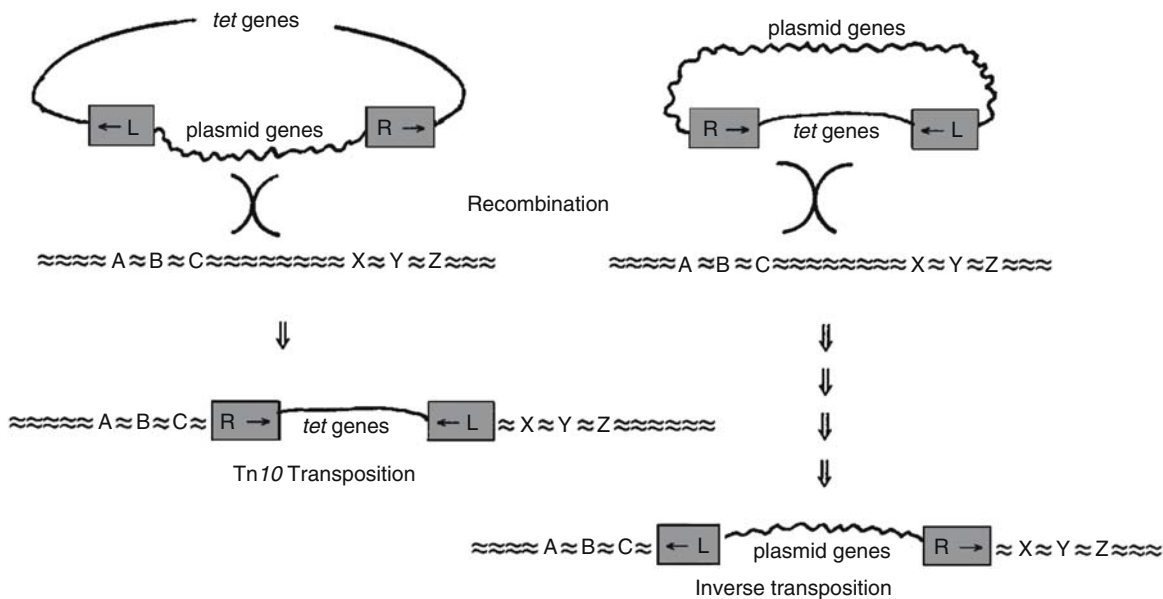 tet genes
← L
plasmid genes
R →
plasmid genes
R →
tet genes
← L
Recombination
≈≈≈≈ A ≈ B ≈ C ≈≈≈≈≈≈≈≈ X ≈ Y ≈ Z ≈≈≈
≈≈≈≈ A ≈ B ≈ C ≈≈≈≈≈≈≈≈ X ≈ Y ≈ Z ≈≈≈
⇓
⇓
⇓
⇓
⇓
≈≈≈≈≈ A ≈ B ≈ C ≈ R → tet genes ← L ≈ X ≈ Y ≈ Z ≈≈≈≈≈≈
Tn10 Transposition
≈≈≈≈ A ≈ B ≈ C ≈ ← L plasmid genes R → ≈ X ≈ Y ≈ Z ≈≈≈
Inverse transposition